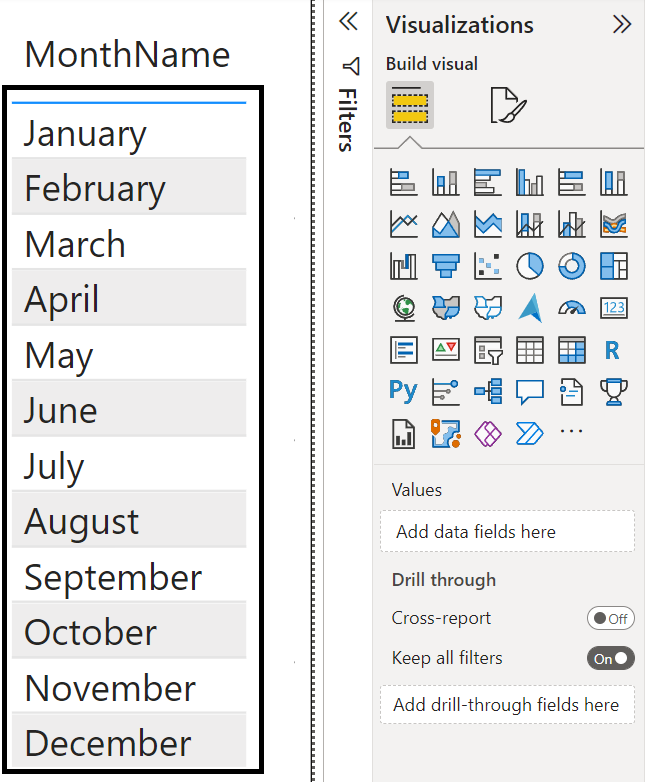 MonthName
January
February
March
April
May
June
July
August
September
October
November
December
Filters
Visualizations
Build visual
123
R
Py
Values
Add data fields here
Drill through
Cross-report
Off
Keep all filters
On
Add drill-through fields here